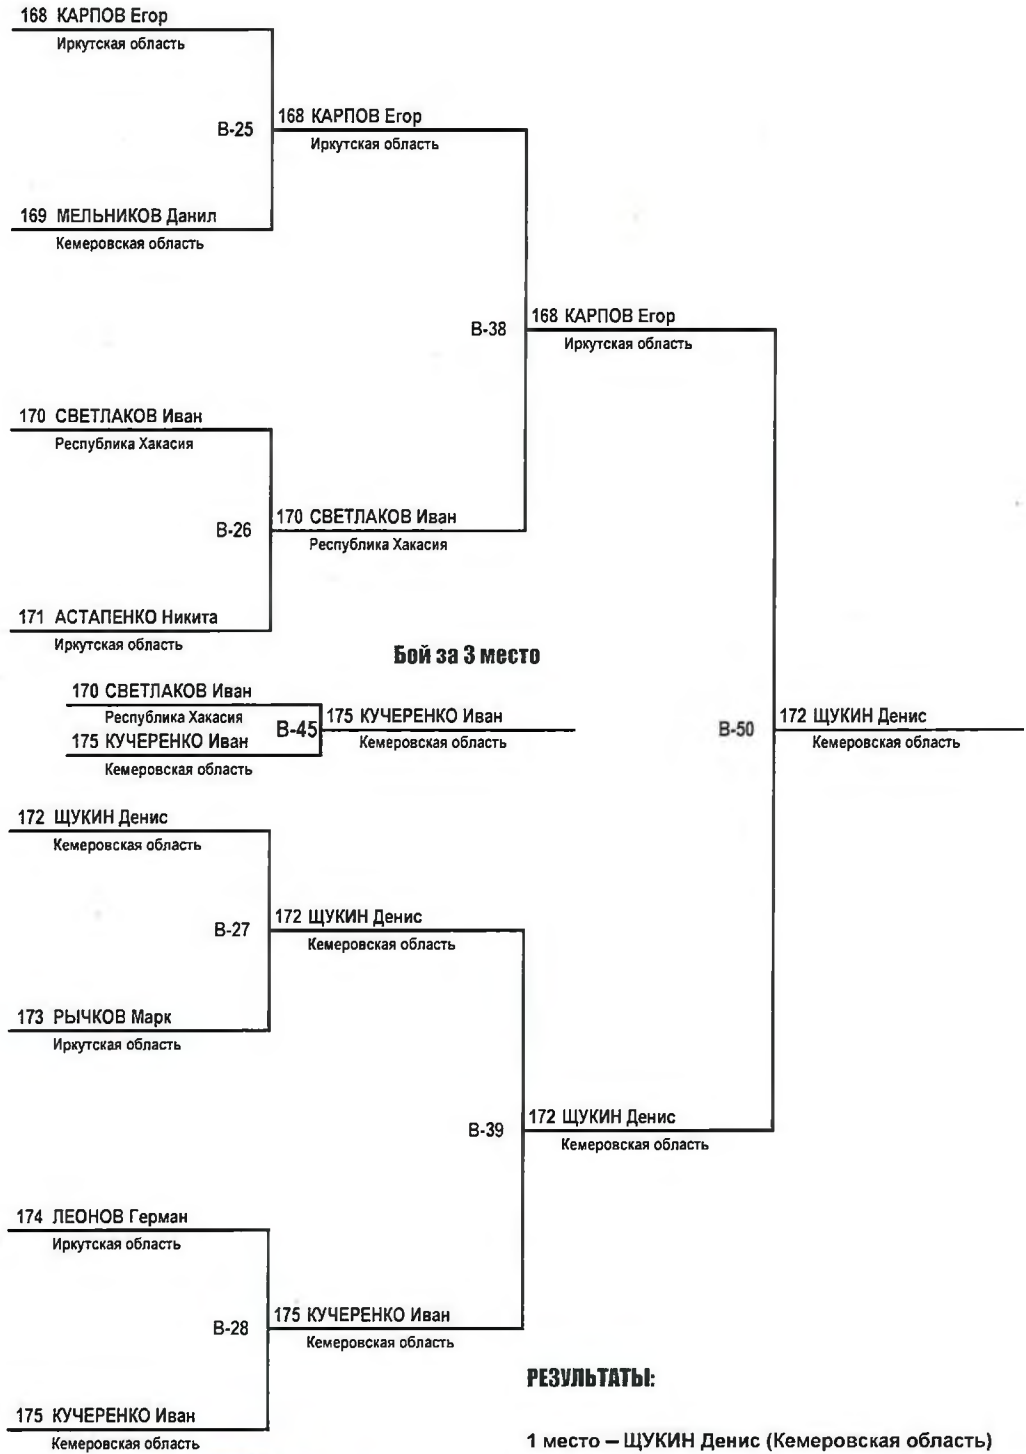 168 КАРПОВ Егор
Иркутская область
168 КАРПОВ Егор
В-25
Иркутская область
169 МЕЛЬНИКОВ Данил
Кемеровская область
168 КАРПОВ Егор
В-38
Иркутская область
170 СВЕТЛАКОВ Иван
Республика Хакасия
170 СВЕТЛАКОВ Иван
В-26
Республика Хакасия
171 АСТАПЕНКО Никита
Иркутская область
Бой за 3 место
170 СВЕТЛАКОВ Иван
Республика Хакасия
175 КУЧЕРЕНКО Иван
Кемеровская область
В-45
175 КУЧЕРЕНКО Иван
Кемеровская область
В-50
172 ЩУКИН Денис
Кемеровская область
172 ЩУКИН Денис
Кемеровская область
172 ЩУКИН Денис
В-27
Кемеровская область
173 РЫЧКОВ Марк
Иркутская область
172 ЩУКИН Денис
В-39
Кемеровская область
174 ЛЕОНОВ Герман
Иркутская область
175 КУЧЕРЕНКО Иван
В-28
Кемеровская область
175 КУЧЕРЕНКО Иван
Кемеровская область
РЕЗУЛЬТАТЫ:
1 место – ЩУКИН Денис (Кемеровская область)